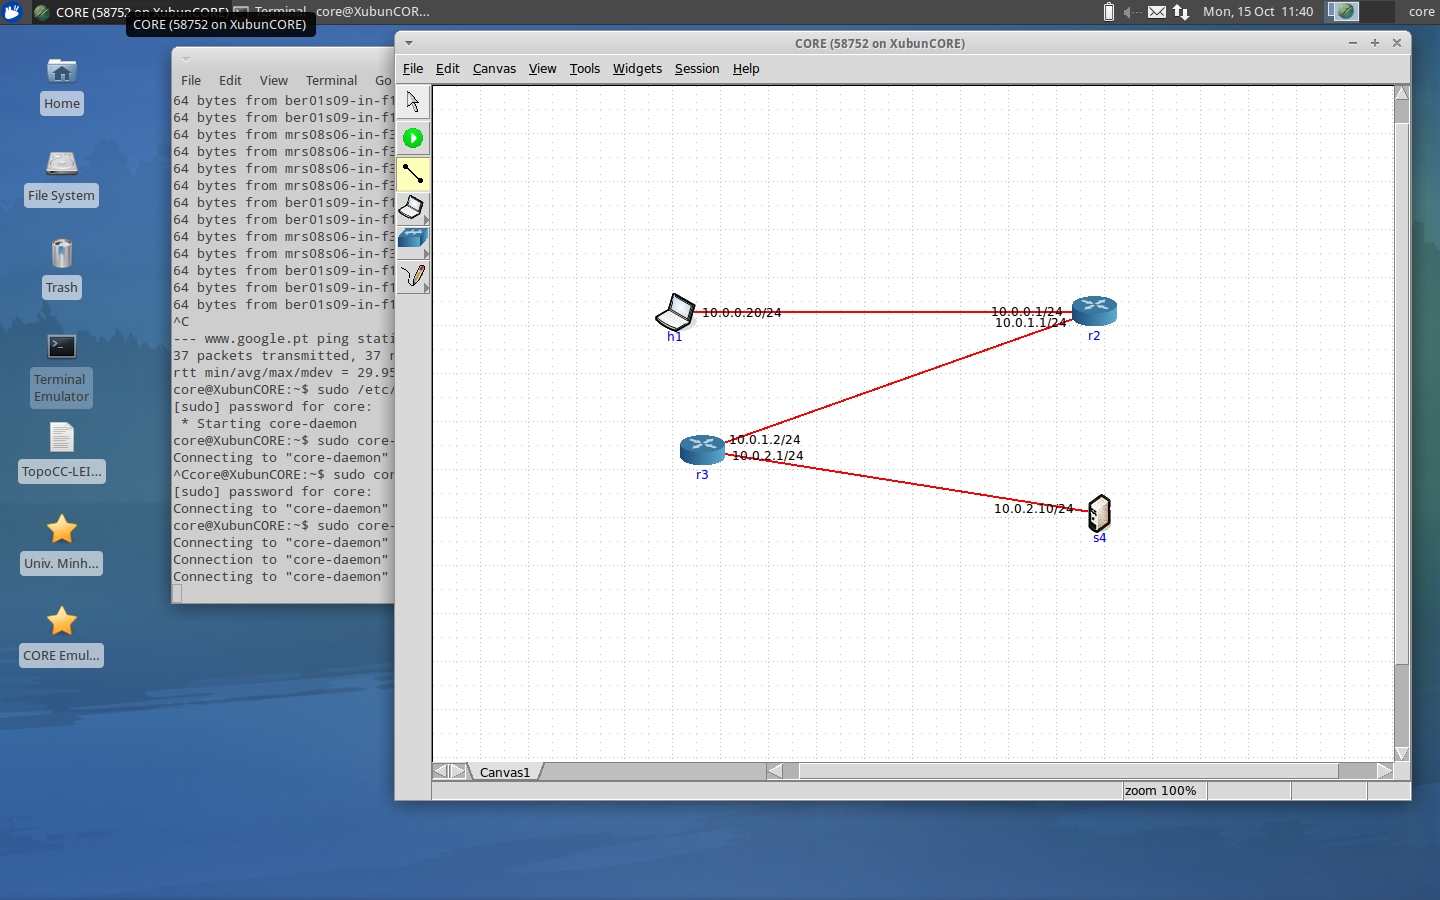 CORE (58752 on XubunCORE)
Terminal
core@XubunCOR...
Mon, 15 Oct 11:40
core
CORE (58752 on XubunCORE)
Home
File System
Trash
Terminal
Emulator
TopoCC-LEI...
Univ. Minh...
CORE Emul...
File Edit View Terminal Go
64 bytes from ber01s09-in-f1
64 bytes from ber01s09-in-f1
64 bytes from mrs08s06-in-f3
64 bytes from mrs08s06-in-f3
64 bytes from mrs08s06-in-f3
64 bytes from mrs08s06-in-f3
64 bytes from ber01s09-in-f1
64 bytes from ber01s09-in-f1
64 bytes from mrs08s06-in-f3
64 bytes from mrs08s06-in-f3
64 bytes from ber01s09-in-f1
64 bytes from ber01s09-in-f1
64 bytes from ber01s09-in-f1
^C
--- www.google.pt ping stati
37 packets transmitted, 37 r
rtt min/avg/max/mdev = 29.95
core@XubunCORE:~$ sudo /etc/
[sudo] password for core:
* Starting core-daemon
core@XubunCORE:~$ sudo core-
Connecting to "core-daemon"
^Ccore@XubunCORE:~$ sudo cor
[sudo] password for core:
Connecting to "core-daemon"
core@XubunCORE:~$ sudo core-
Connecting to "core-daemon"
Connection to "core-daemon"
Connecting to "core-daemon"
CORE (58752 on XubunCORE)
File Edit Canvas View Tools Widgets Session Help
10.0.0.20/24
h1
10.0.0.1/24
10.0.1.1/24
r2
10.0.1.2/24
10.0.2.1/24
r3
10.0.2.10/24
s4
Canvas1
zoom 100%